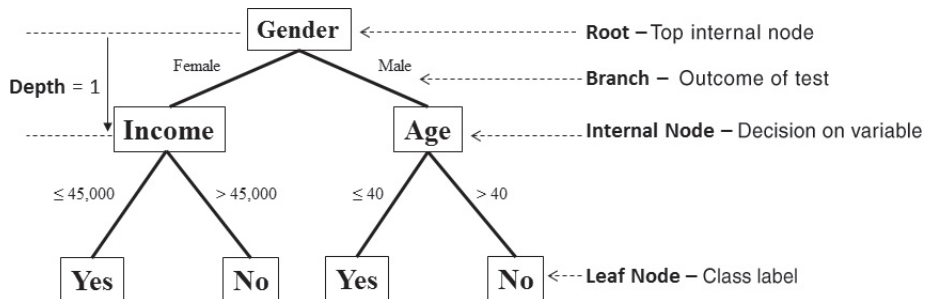 Gender
Root – Top internal node
Female
Male
Branch – Outcome of test
Depth = 1
Income
Age
Internal Node – Decision on variable
≤ 45,000
> 45,000
≤ 40
> 40
Yes
No
Yes
No
Leaf Node – Class label